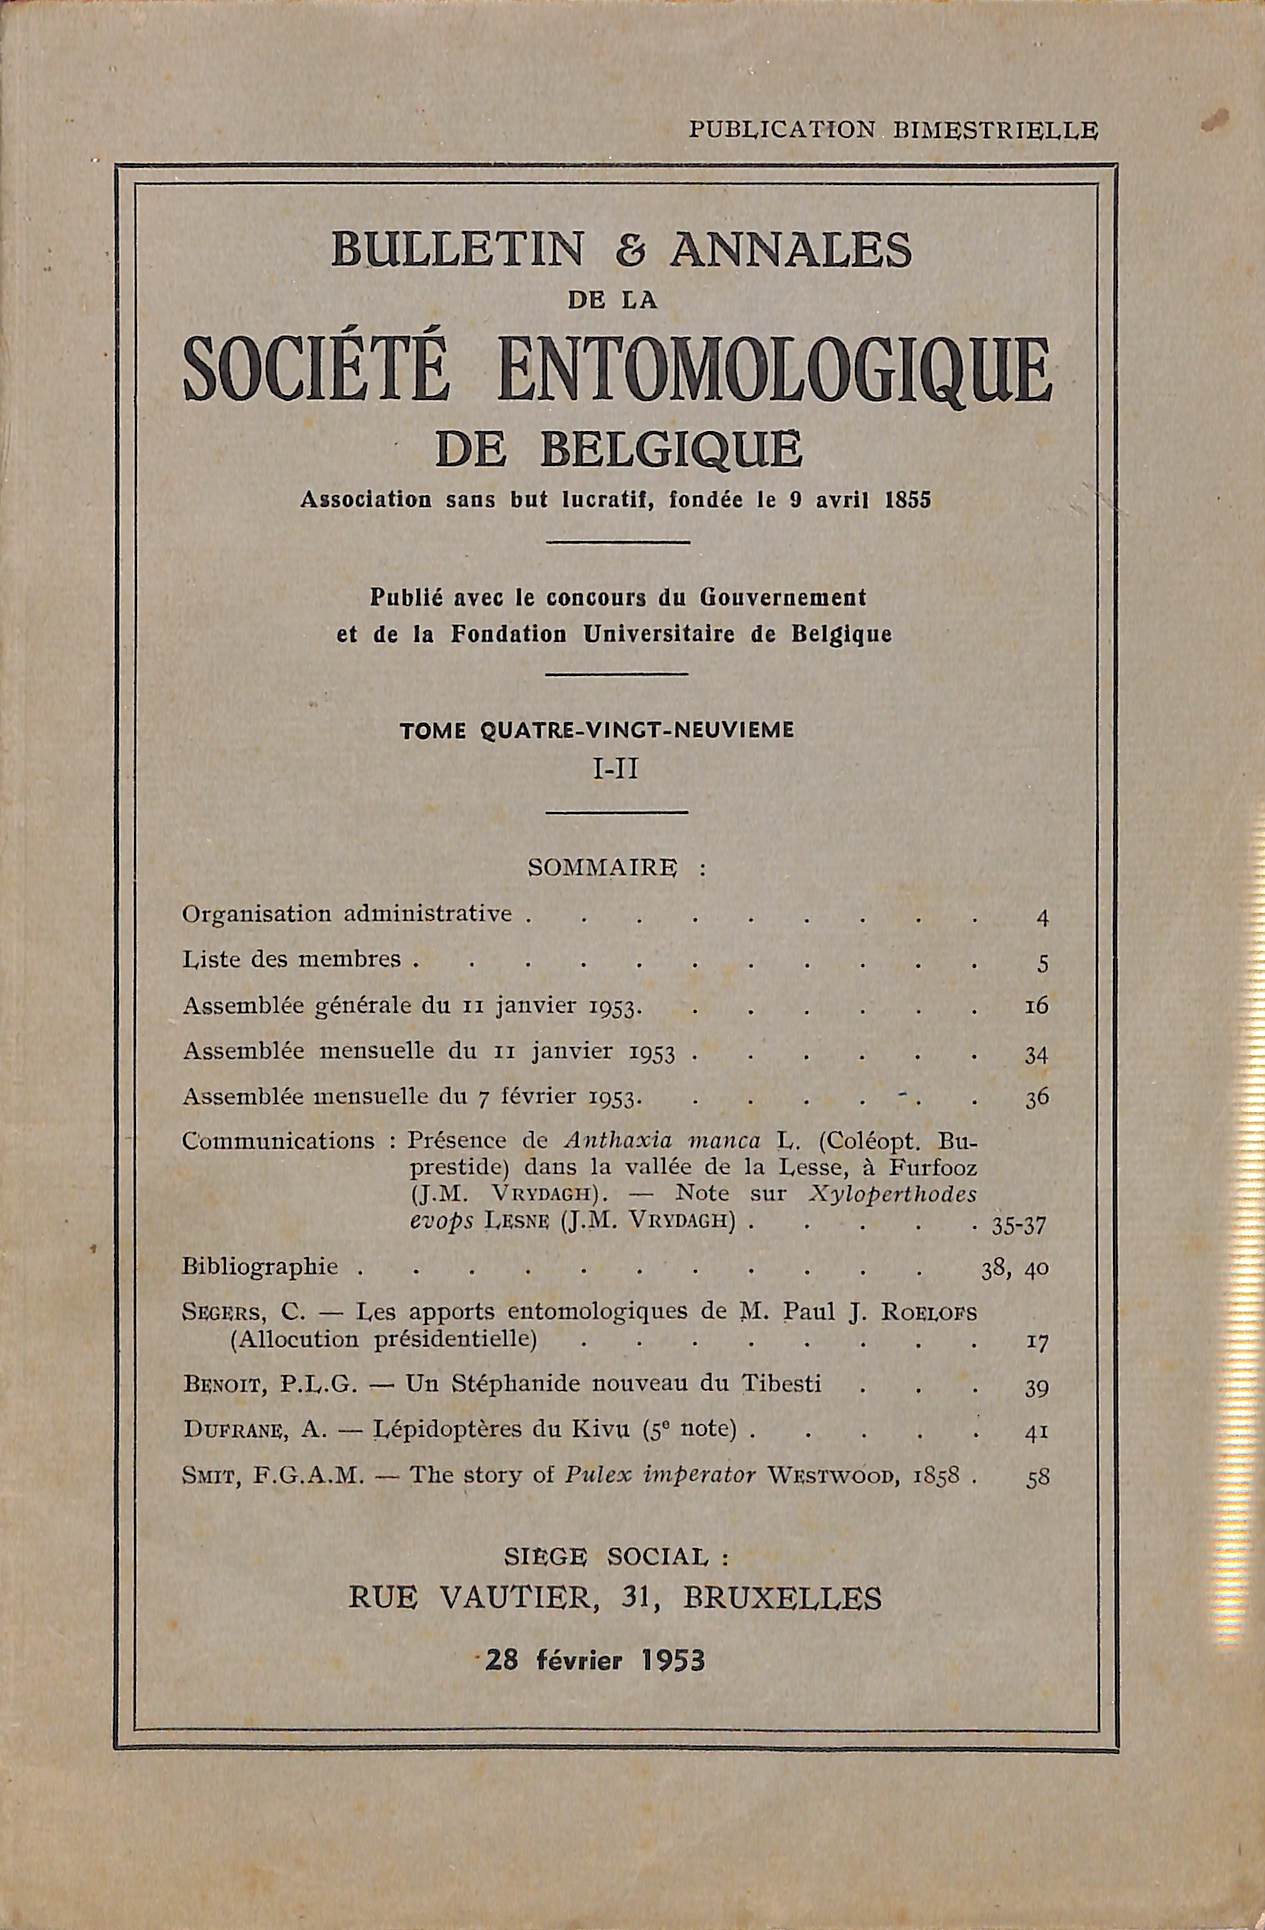 PUBLICATION BIMESTRIELLE
BULLETIN & ANNALES
DE LA
SOCIÉTÉ ENTOMOLOGIQUE
DE BELGIQUE
Association sans but lucratif, fondée le 9 avril 1855
Publié avec le concours du Gouvernement
et de la Fondation Universitaire de Belgique
TOME QUATRE-VINGT-NEUVIEME
I-II
SOMMAIRE :
Organisation administrative . . . . . . . . . 4
Liste des membres . . . . . . . . . . . 5
Assemblée générale du 11 janvier 1953. . . . . . . 16
Assemblée mensuelle du 11 janvier 1953 . . . . . . 34
Assemblée mensuelle du 7 février 1953. . . . . . . 36
Communications : Présence de Anthaxia manca L. (Coléopt. Bu-
prestide) dans la vallée de la Lesse, à Furfooz
(J.M. VRYDAGH). — Note sur Xyloperthodes
evops LESNE (J.M. VRYDAGH) . . . . . 35-37
Bibliographie . . . . . . . . . . . 38, 40
SEGERS, C. — Les apports entomologiques de M. Paul J. ROELOFS
(Allocution présidentielle) . . . . . . . . 17
BENOIT, P.L.G. — Un Stéphanide nouveau du Tibesti . . . 39
DUFRANE, A. — Lépidoptères du Kivu (5e note) . . . . . 41
SMIT, F.G.A.M. — The story of Pulex imperator WESTWOOD, 1858 . 58
SIÈGE SOCIAL :
RUE VAUTIER, 31, BRUXELLES
28 février 1953